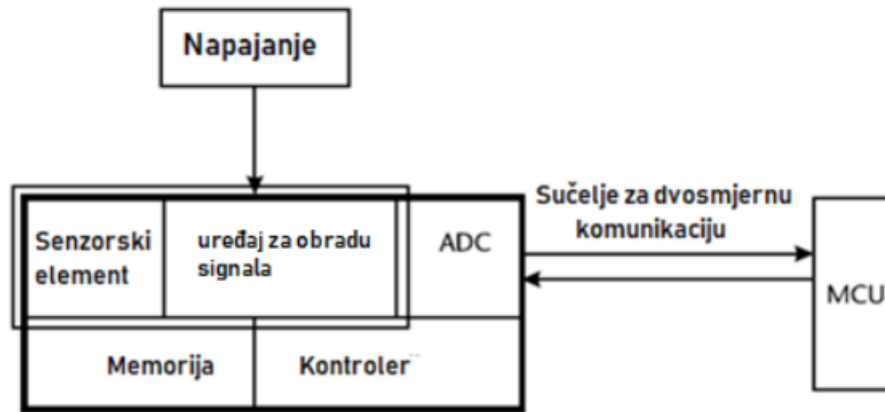 Napajanje
Sučelje za dvosmjernu
komunikaciju
Senzorski
element
uređaj za obradu
signala
ADC
MCU
Memorija
Kontroler